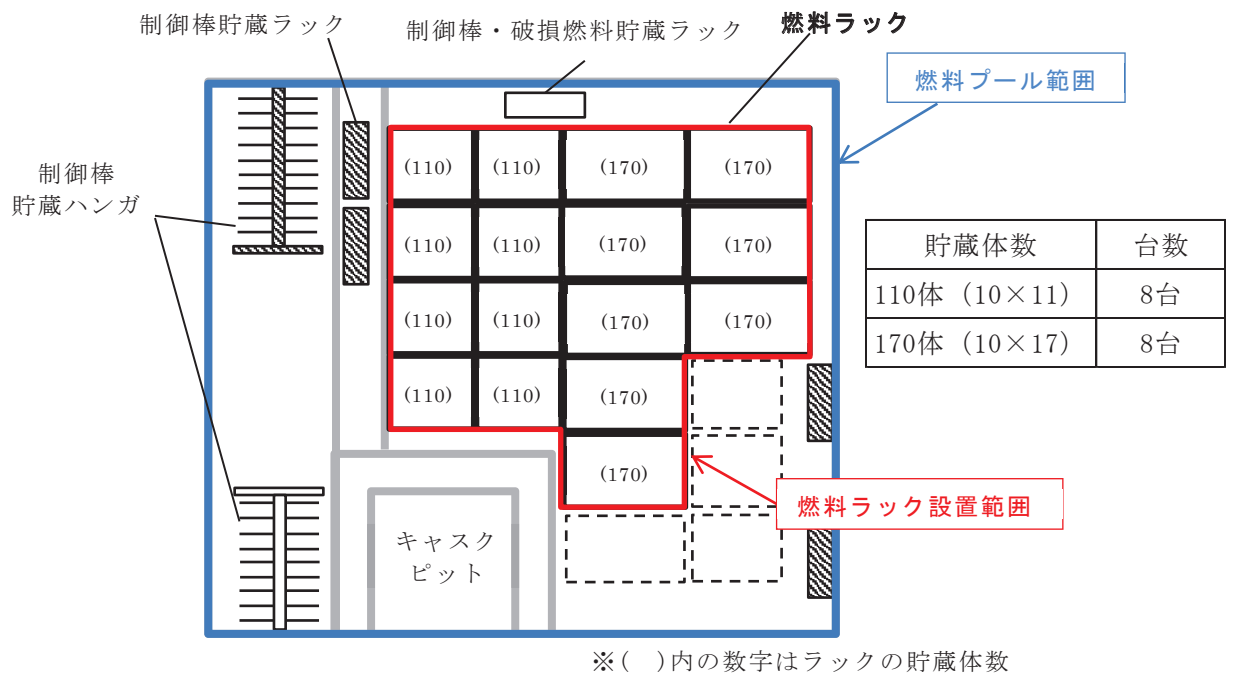 制御棒貯蔵ラック
制御棒・破損燃料貯蔵ラック
燃料ラック
燃料プール範囲
制御棒
貯蔵ハンガ
(110) (110) (170) (170)
(110) (110) (170) (170)
(110) (110) (170) (170)
(110) (110) (170)
(170)
貯蔵体数 台数
110体（10×11） 8台
170体（10×17） 8台
燃料ラック設置範囲
キャスク
ピット
※(　)内の数字はラックの貯蔵体数